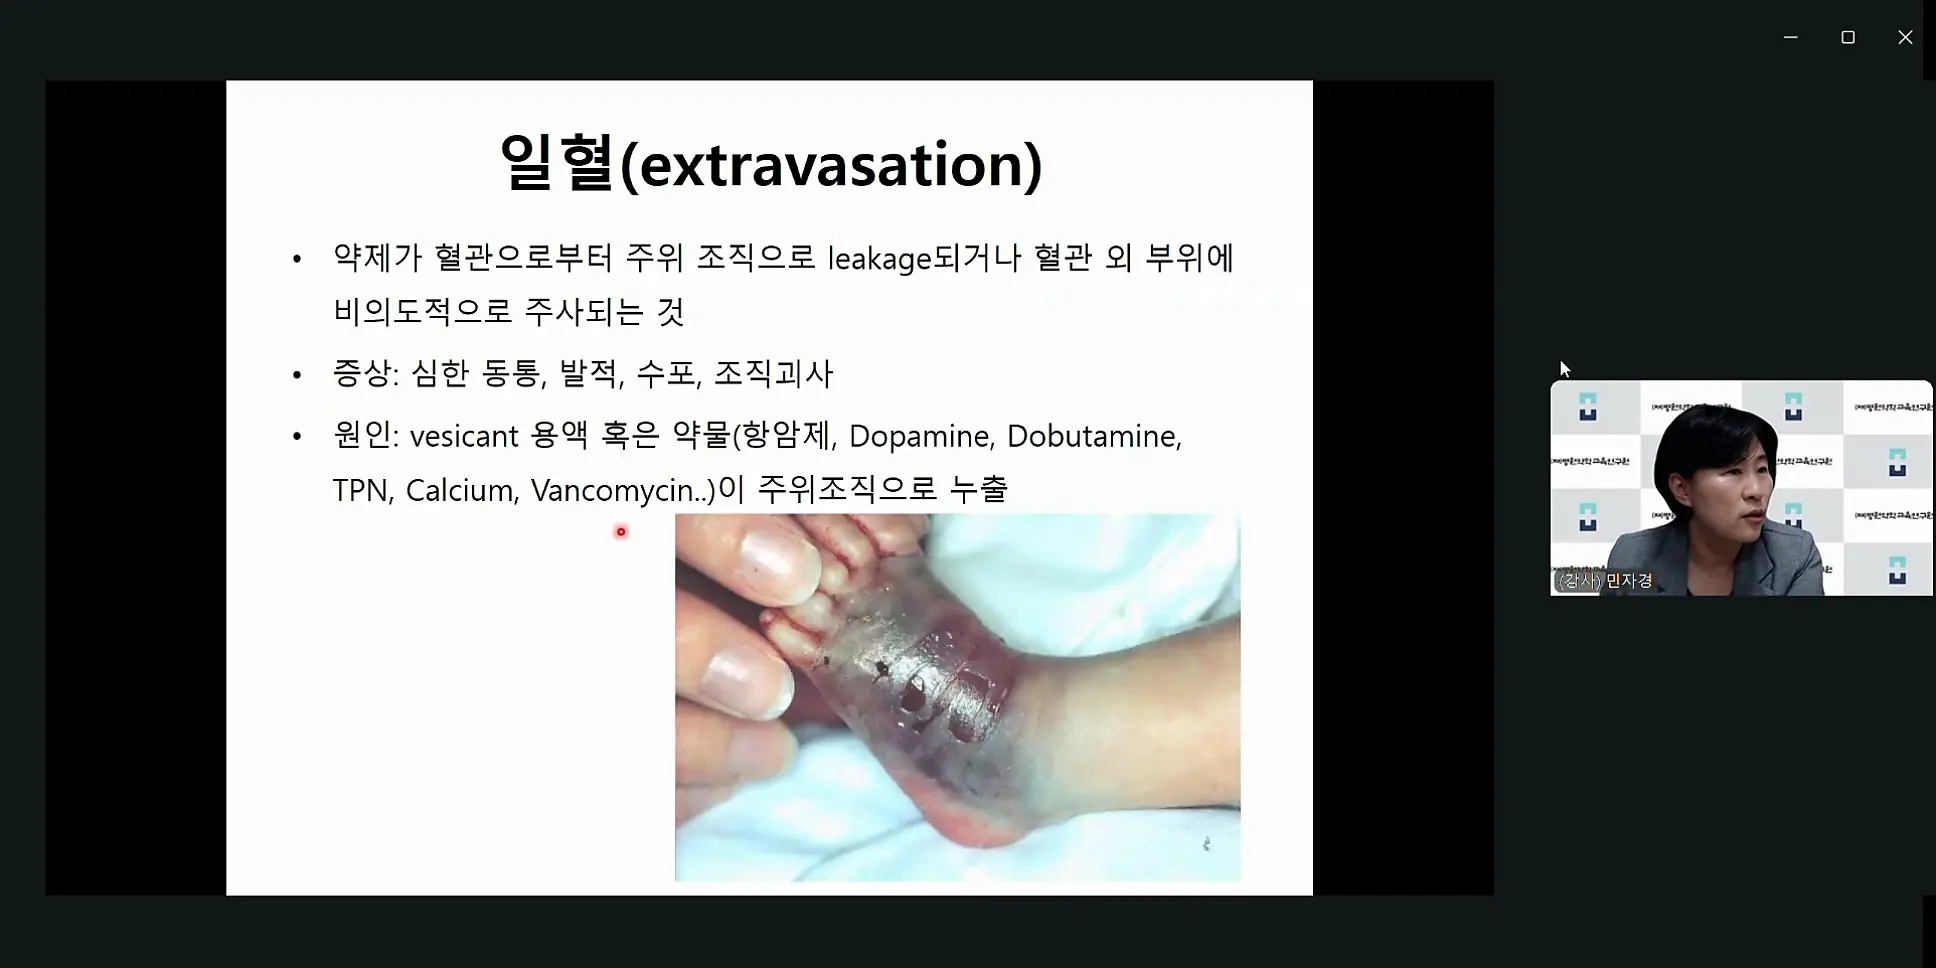 일혈(extravasation)
• 약제가 혈관으로부터 주위 조직으로 leakage되거나 혈관 외 부위에
비의도적으로 주사되는 것
• 증상: 심한 동통, 발적, 수포, 조직괴사
• 원인: vesicant 용액 혹은 약물(항암제, Dopamine, Dobutamine,
TPN, Calcium, Vancomycin..)이 주위조직으로 누출
(강사) 민자경